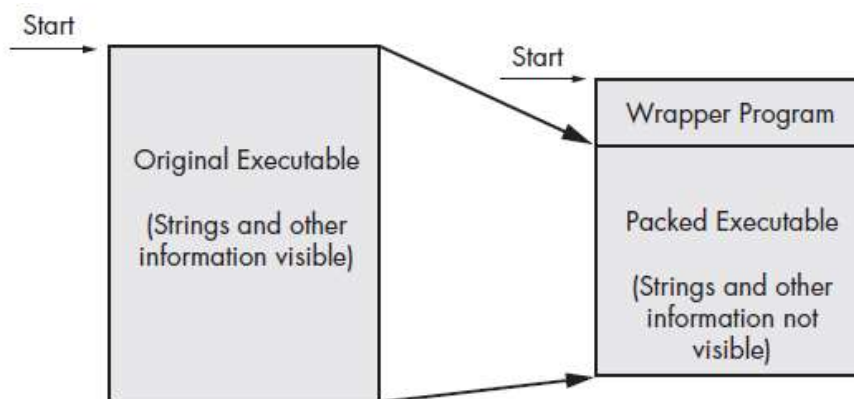 Start
Original Executable
(Strings and other
information visible)
Start
Wrapper Program
Packed Executable
(Strings and other
information not
visible)